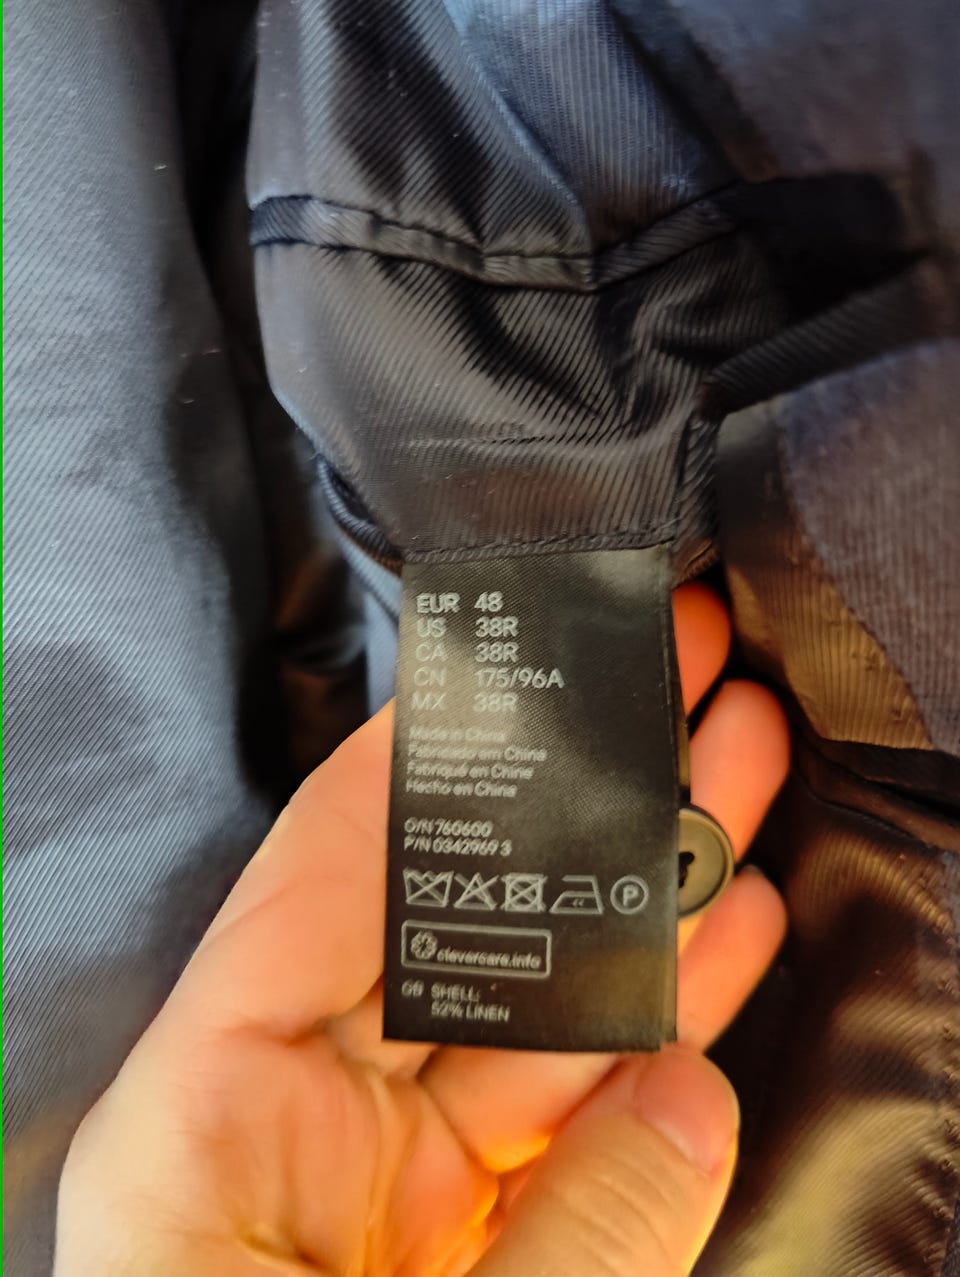 EUR 48
US 38R
CA 38R
CN 175/96A
MX 38R
Made in China
Fabricado em China
Fabriqué en Chine
Hecho en China
O/N 760600
P/N 0342969 3
P
clevercare.info
GB SHELL:
52% LINEN